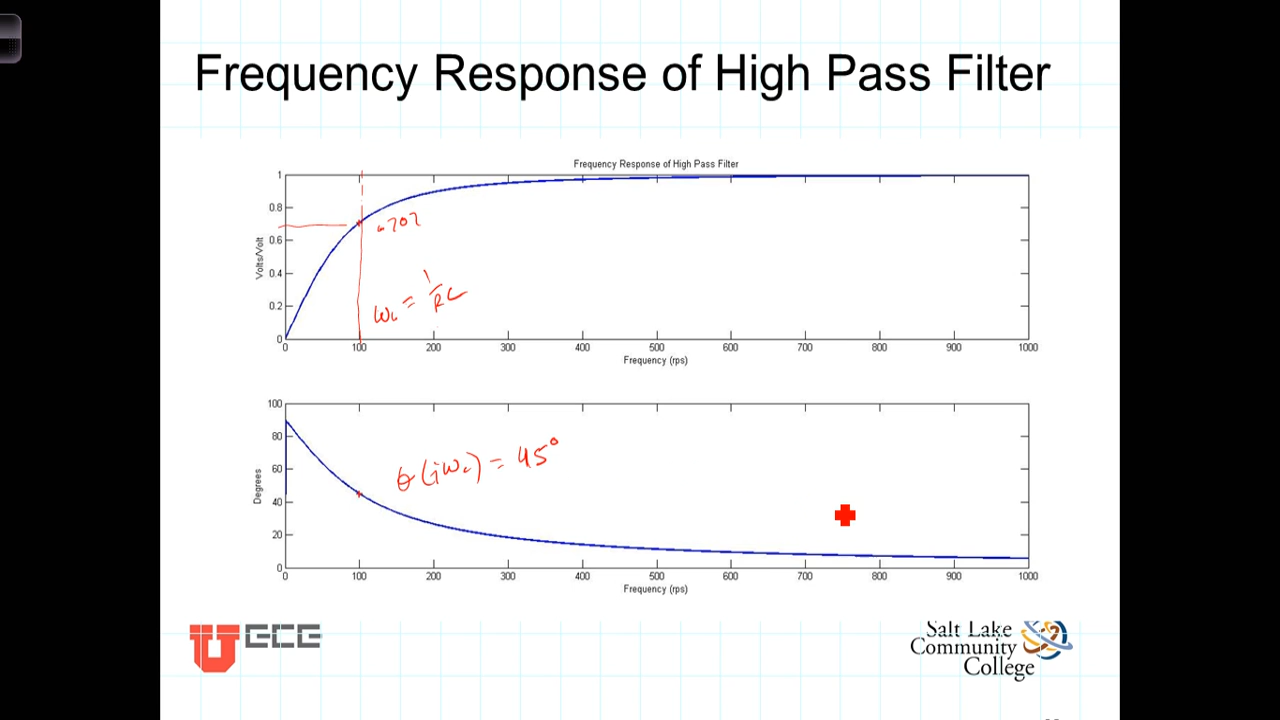 Frequency Response of High Pass Filter
Frequency Response of High Pass Filter
1
0.8
0.6
0.4
0.2
0
Volts/Volt
.707
ωc = 1/RC
0 100 200 300 400 500 600 700 800 900 1000
Frequency (rps)
100
80
60
40
20
0
Degrees
θ(jωc) = 45°
0 100 200 300 400 500 600 700 800 900 1000
Frequency (rps)
U ECE
Salt Lake
Community
College